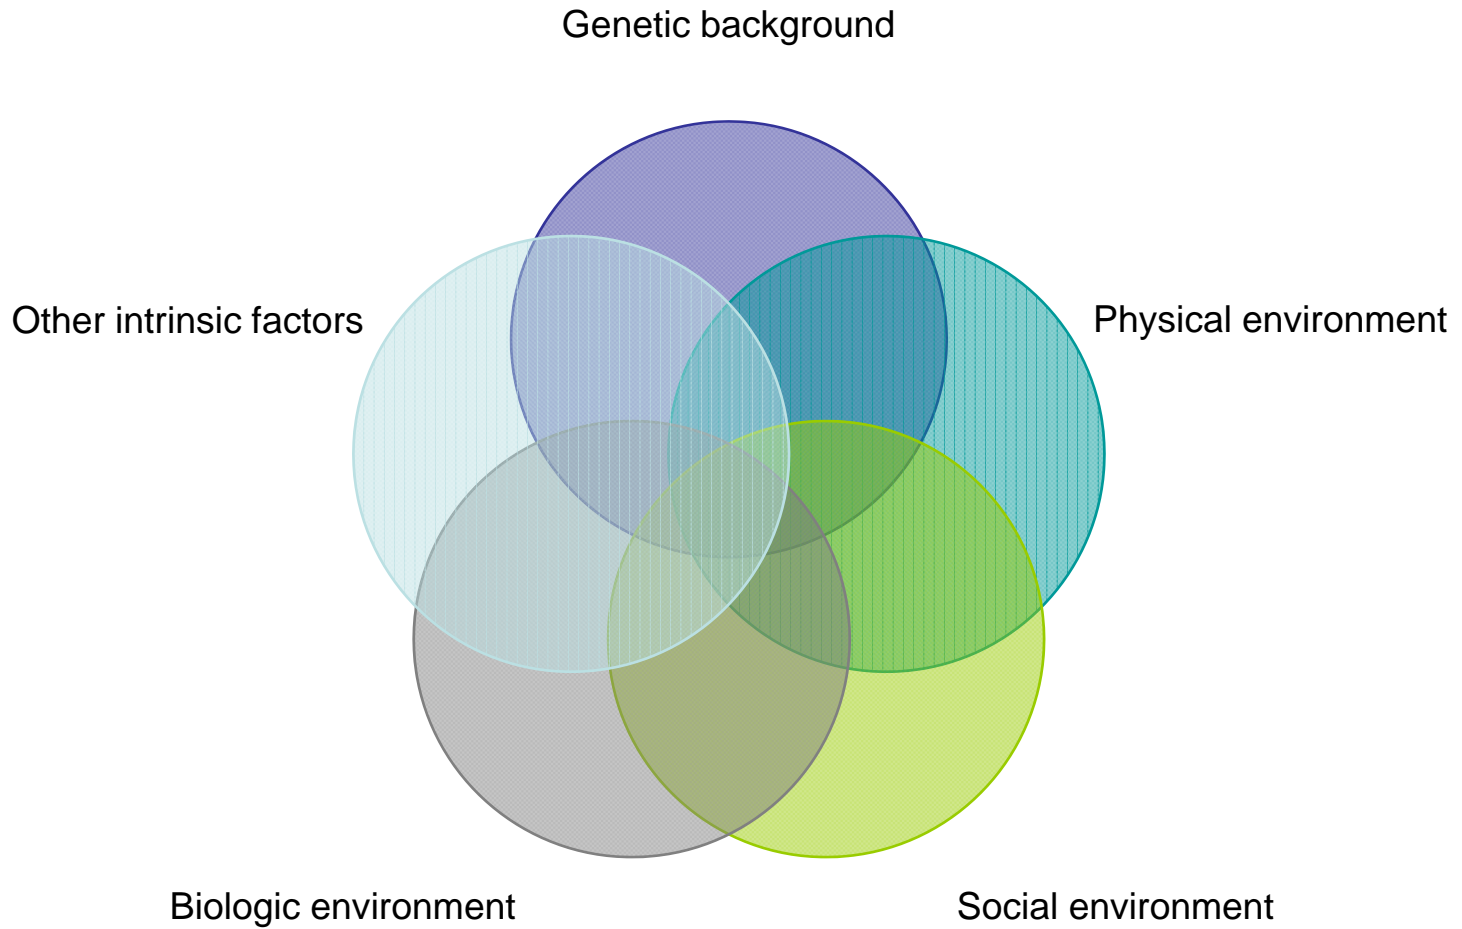 Genetic background
Other intrinsic factors
Physical environment
Biologic environment
Social environment